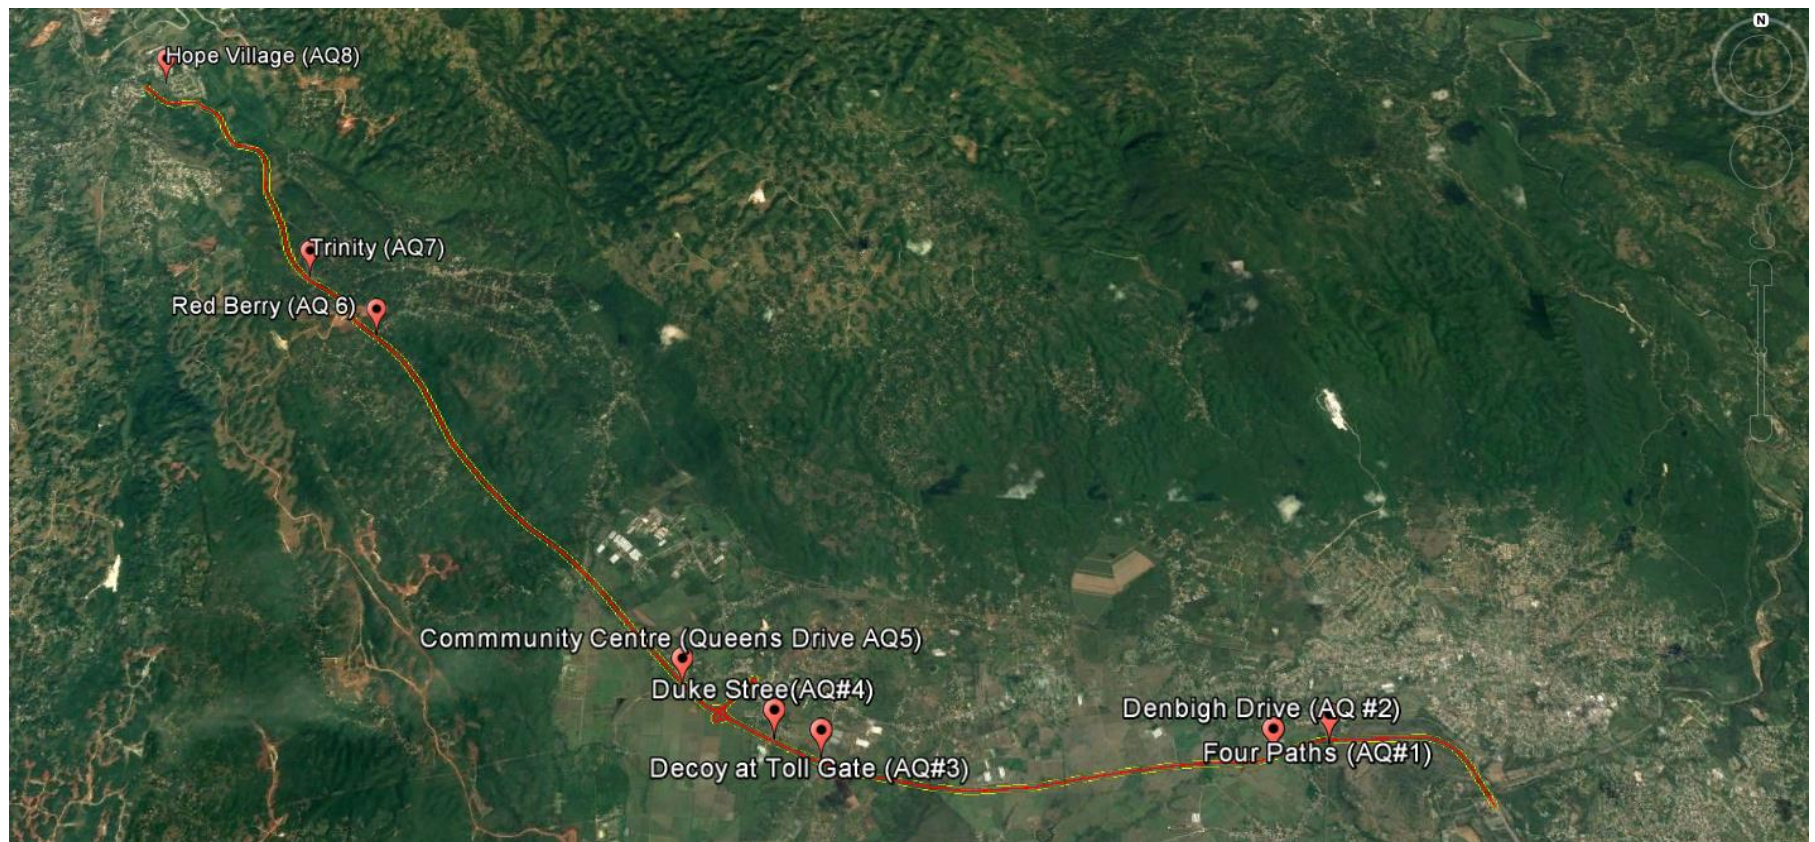 N
Hope Village (AQ8)
Trinity (AQ7)
Red Berry (AQ 6)
Commmunity Centre (Queens Drive AQ5)
Duke Stree(AQ#4)
Denbigh Drive (AQ #2)
Four Paths (AQ#1)
Decoy at Toll Gate (AQ#3)